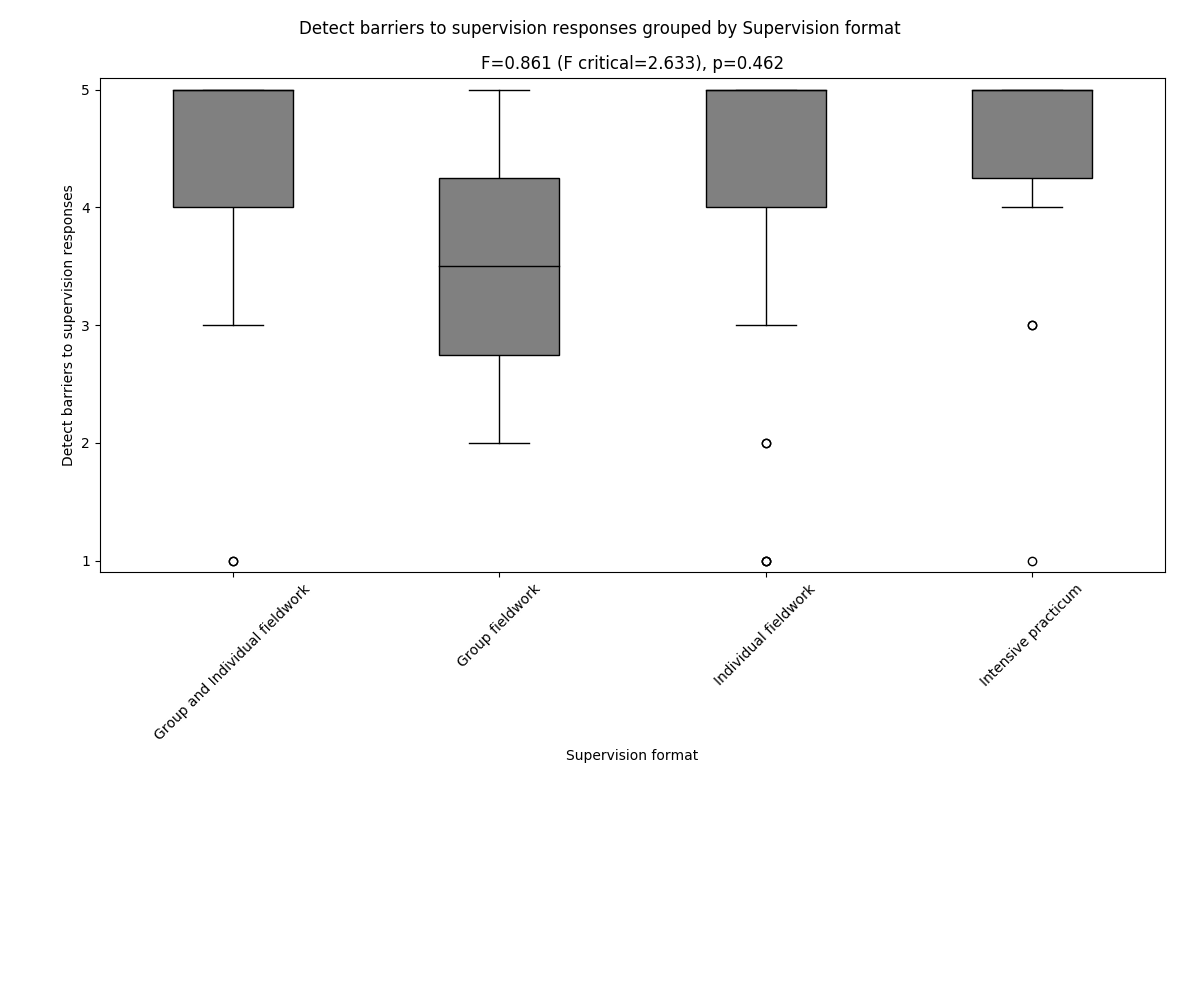 Detect barriers to supervision responses grouped by Supervision format
F=0.861 (F critical=2.633), p=0.462
Detect barriers to supervision responses
5
4
3
2
1
Group and Individual fieldwork
Group fieldwork
Individual fieldwork
Intensive practicum
Supervision format